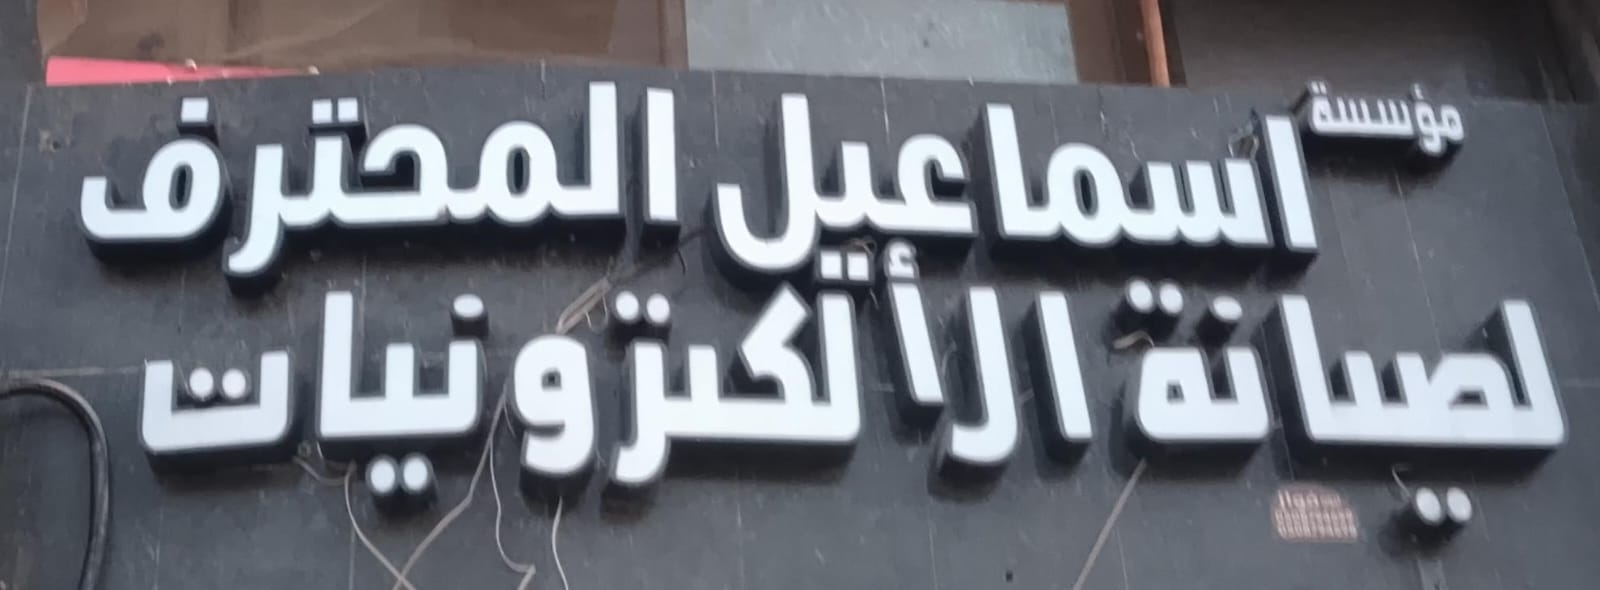 مؤسسة
اسماعيل المحترف
لصيانة الألكترونيات